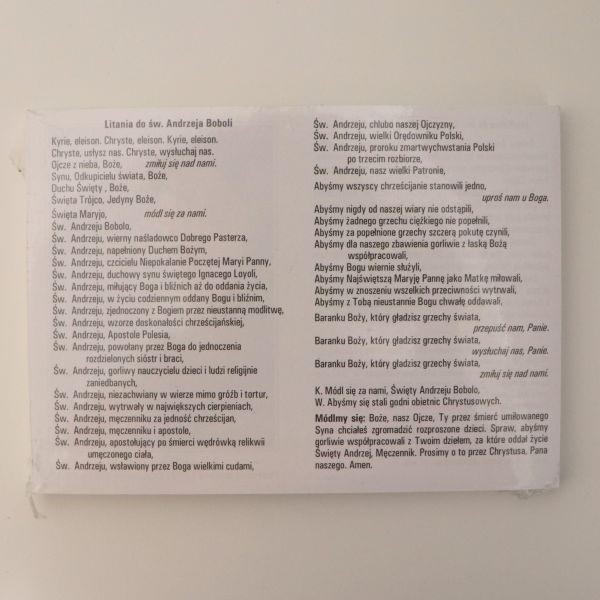 Litania do św. Andrzeja Boboli
Kyrie, eleison. Chryste, eleison. Kyrie, eleison.
Chryste, usłysz nas. Chryste, wysłuchaj nas.
Ojcze z nieba, Boże, zmiłuj się nad nami.
Synu, Odkupicielu świata, Boże,
Duchu Święty , Boże,
Święta Trójco, Jedyny Boże,
Święta Maryjo, módl się za nami.
Św. Andrzeju Bobolo,
Św. Andrzeju, wierny naśladowco Dobrego Pasterza,
Św. Andrzeju, napełniony Duchem Bożym,
Św. Andrzeju, czcicielu Niepokalanie Poczętej Maryi Panny,
Św. Andrzeju, duchowy synu świętego Ignacego Loyoli,
Św. Andrzeju, miłujący Boga i bliźnich aż do oddania życia,
Św. Andrzeju, w życiu codziennym oddany Bogu i bliźnim,
Św. Andrzeju, zjednoczony z Bogiem przez nieustanną modlitwę,
Św. Andrzeju, wzorze doskonałości chrześcijańskiej,
Św. Andrzeju, Apostole Polesia,
Św. Andrzeju, powołany przez Boga do jednoczenia
rozdzielonych sióstr i braci,
Św. Andrzeju, gorliwy nauczycielu dzieci i ludzi religijnie
zaniedbanych,
Św. Andrzeju, niezachwiany w wierze mimo gróźb i tortur,
Św. Andrzeju, wytrwały w największych cierpieniach,
Św. Andrzeju, męczenniku za jedność chrześcijan,
Św. Andrzeju, męczenniku i apostole,
Św. Andrzeju, apostołujący po śmierci wędrówką relikwii
umęczonego ciała,
Św. Andrzeju, wsławiony przez Boga wielkimi cudami,
Św. Andrzeju, chlubo naszej Ojczyzny,
Św. Andrzeju, wielki Orędowniku Polski,
Św. Andrzeju, proroku zmartwychwstania Polski
po trzecim rozbiorze,
Św. Andrzeju, nasz wielki Patronie,
Abyśmy wszyscy chrześcijanie stanowili jedno,
uproś nam u Boga.
Abyśmy nigdy od naszej wiary nie odstąpili,
Abyśmy żadnego grzechu ciężkiego nie popełnili,
Abyśmy za popełnione grzechy szczerą pokutę czynili,
Abyśmy dla naszego zbawienia gorliwie z łaską Bożą
współpracowali,
Abyśmy Bogu wiernie służyli,
Abyśmy Najświętszą Maryję Pannę jako Matkę miłowali,
Abyśmy w znoszeniu wszelkich przeciwności wytrwali,
Abyśmy z Tobą nieustannie Bogu chwałę oddawali,
Baranku Boży, który gładzisz grzechy świata,
przepuść nam, Panie.
Baranku Boży, który gładzisz grzechy świata,
wysłuchaj nas, Panie.
Baranku Boży, który gładzisz grzechy świata,
zmiłuj się nad nami.
K. Módl się za nami, Święty Andrzeju Bobolo,
W. Abyśmy się stali godni obietnic Chrystusowych.
Módlmy się: Boże, nasz Ojcze, Ty przez śmierć umiłowanego
Syna chciałeś zgromadzić rozproszone dzieci. Spraw, abyśmy
gorliwie współpracowali z Twoim dziełem, za które oddał życie
Święty Andrzej, Męczennik. Prosimy o to przez Chrystusa, Pana
naszego. Amen.